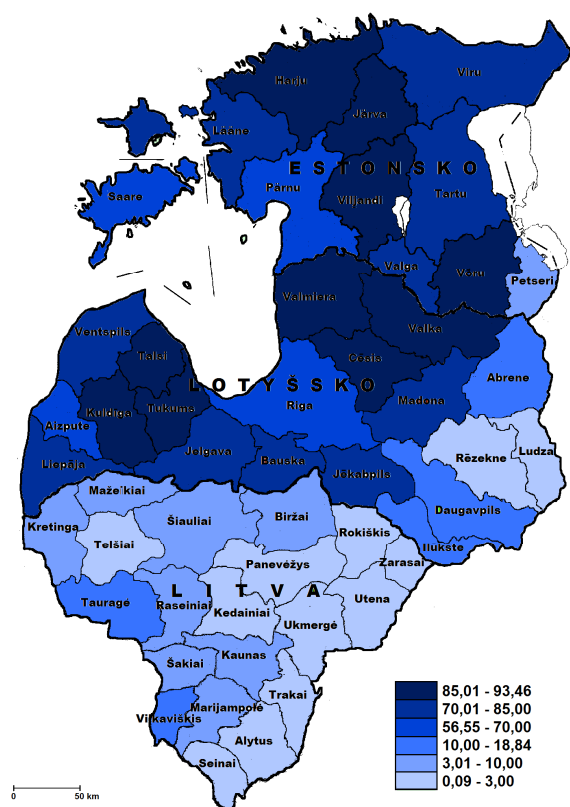 Harju
Viru
Järva
Lääne
ESTONSKO
Pärnu
Saare
Viljandi
Tartu
Valga
Võru
Petseri
Valmiera
Valka
Ventspils
Talsi
Cēsis
LOTYŠSKO
Abrene
Kuldīga
Tukums
Rīga
Madona
Aizpute
Jelgava
Bauska
Jēkabpils
Rēzekne
Ludza
Liepāja
Mažeikiai
Daugavpils
Kretinga
Šiauliai
Biržai
Rokiškis
Ilūkste
Telšiai
Panevėžys
Zarasai
LITVA
Tauragė
Raseiniai
Kedainiai
Utena
Ukmergė
Šakiai
Kaunas
Trakai
Vilkaviškis
Marijampolė
Alytus
Seinai
85,01 - 93,46
70,01 - 85,00
56,55 - 70,00
10,00 - 18,84
3,01 - 10,00
0,09 - 3,00
0 50 km